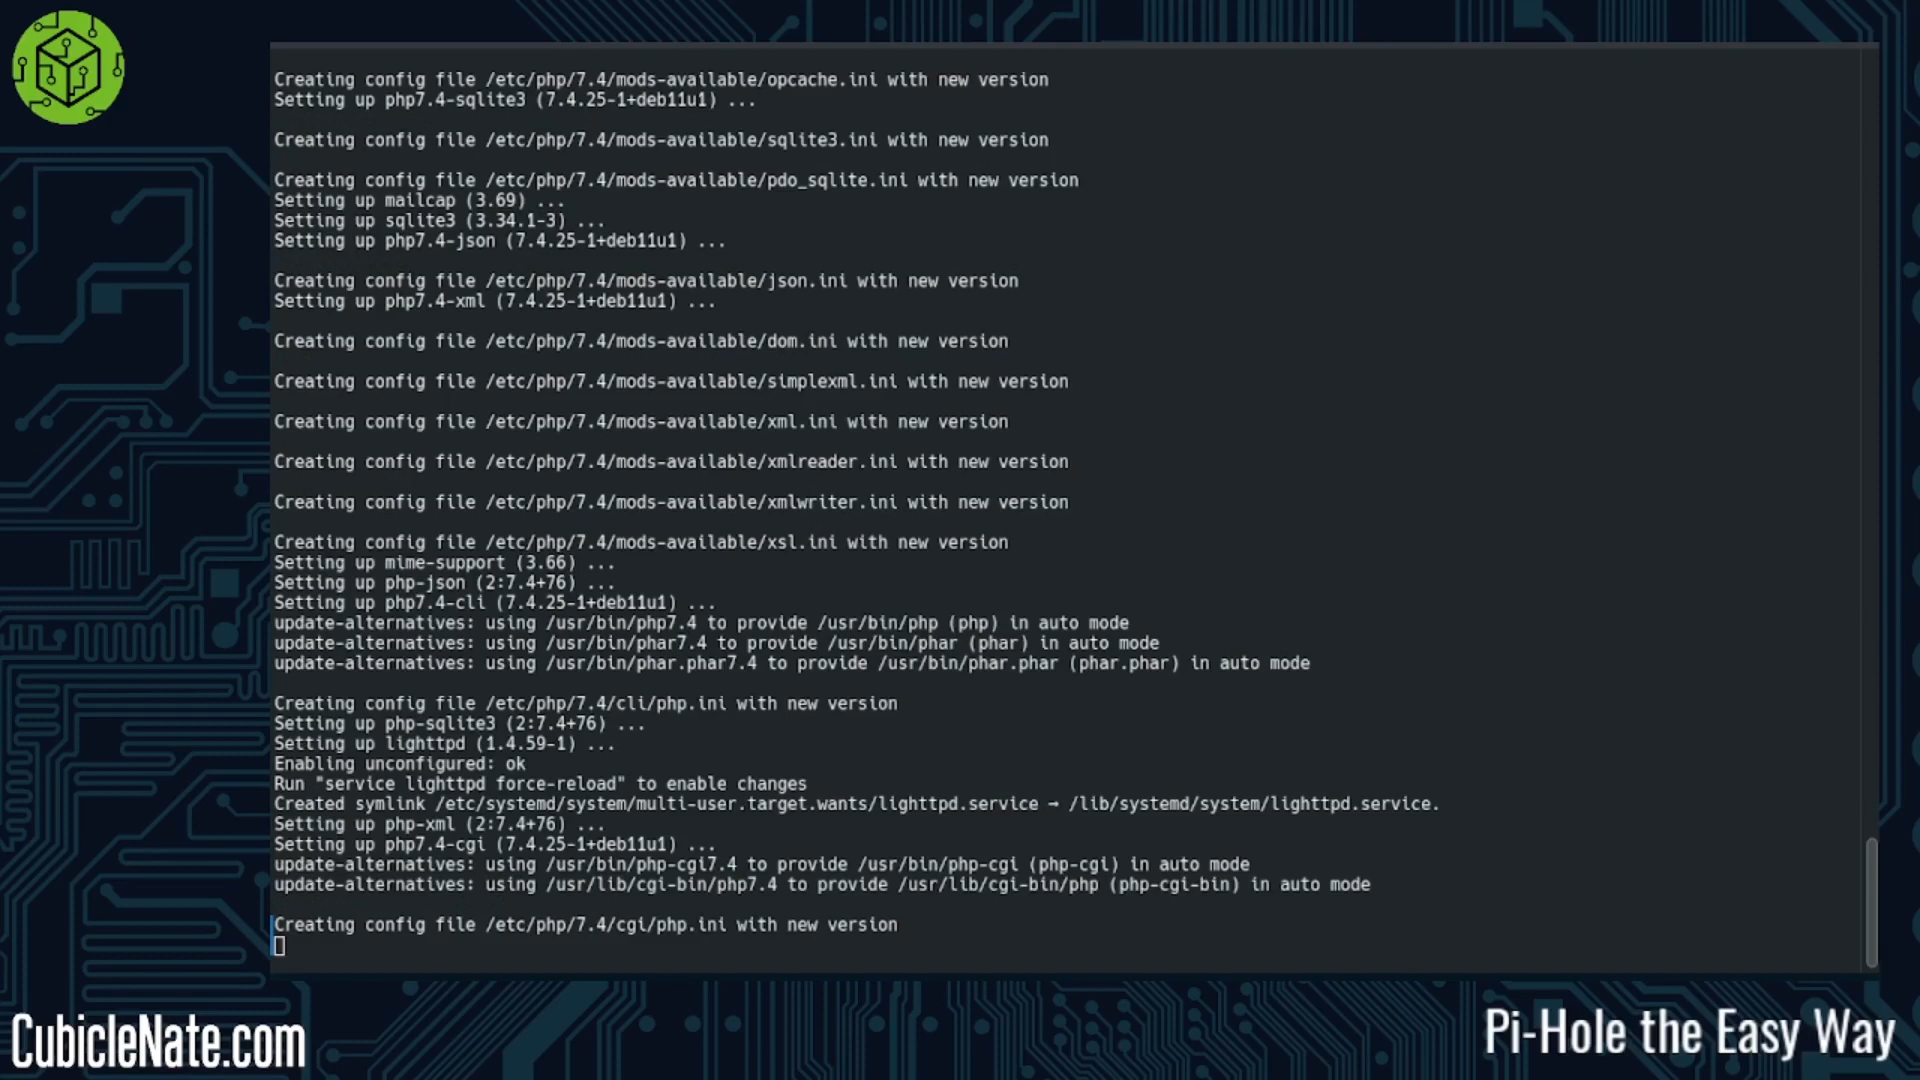 Creating config file /etc/php/7.4/mods-available/opcache.ini with new version
Setting up php7.4-sqlite3 (7.4.25-1+deb11u1) ...
Creating config file /etc/php/7.4/mods-available/sqlite3.ini with new version
Creating config file /etc/php/7.4/mods-available/pdo_sqlite.ini with new version
Setting up mailcap (3.69) ...
Setting up sqlite3 (3.34.1-3) ...
Setting up php7.4-json (7.4.25-1+deb11u1) ...
Creating config file /etc/php/7.4/mods-available/json.ini with new version
Setting up php7.4-xml (7.4.25-1+deb11u1) ...
Creating config file /etc/php/7.4/mods-available/dom.ini with new version
Creating config file /etc/php/7.4/mods-available/simplexml.ini with new version
Creating config file /etc/php/7.4/mods-available/xml.ini with new version
Creating config file /etc/php/7.4/mods-available/xmlreader.ini with new version
Creating config file /etc/php/7.4/mods-available/xmlwriter.ini with new version
Creating config file /etc/php/7.4/mods-available/xsl.ini with new version
Setting up mime-support (3.66) ...
Setting up php-json (2:7.4+76) ...
Setting up php7.4-cli (7.4.25-1+deb11u1) ...
update-alternatives: using /usr/bin/php7.4 to provide /usr/bin/php (php) in auto mode
update-alternatives: using /usr/bin/phar7.4 to provide /usr/bin/phar (phar) in auto mode
update-alternatives: using /usr/bin/phar.phar7.4 to provide /usr/bin/phar.phar (phar.phar) in auto mode
Creating config file /etc/php/7.4/cli/php.ini with new version
Setting up php-sqlite3 (2:7.4+76) ...
Setting up lighttpd (1.4.59-1) ...
Enabling unconfigured: ok
Run "service lighttpd force-reload" to enable changes
Created symlink /etc/systemd/system/multi-user.target.wants/lighttpd.service → /lib/systemd/system/lighttpd.service.
Setting up php-xml (2:7.4+76) ...
Setting up php7.4-cgi (7.4.25-1+deb11u1) ...
update-alternatives: using /usr/bin/php-cgi7.4 to provide /usr/bin/php-cgi (php-cgi) in auto mode
update-alternatives: using /usr/lib/cgi-bin/php7.4 to provide /usr/lib/cgi-bin/php (php-cgi-bin) in auto mode
Creating config file /etc/php/7.4/cgi/php.ini with new version
CubicleNate.com
Pi-Hole the Easy Way